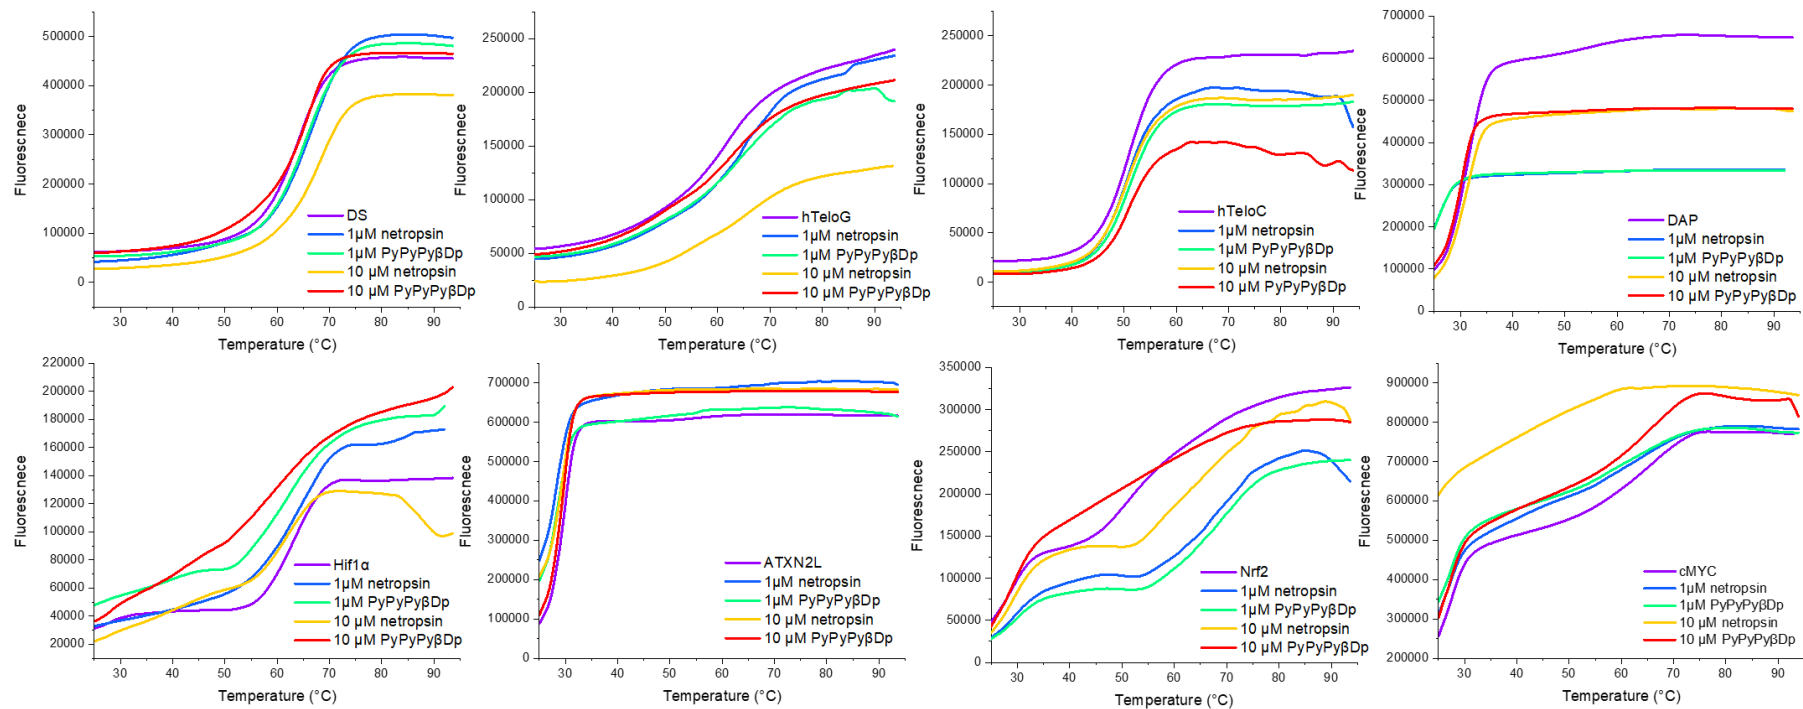 500000
400000
300000
200000
100000
0
Fluorescnece
DS
1µM netropsin
1µM PyPyPyβDp
10 µM netropsin
10 µM PyPyPyβDp
30 40 50 60 70 80 90
Temperature (°C)
250000
200000
150000
100000
50000
0
Fluorescnece
hTeloG
1µM netropsin
1µM PyPyPyβDp
10 µM netropsin
10 µM PyPyPyβDp
30 40 50 60 70 80 90
Temperature (°C)
250000
200000
150000
100000
50000
0
Fluorescnece
hTeloC
1µM netropsin
1µM PyPyPyβDp
10 µM netropsin
10 µM PyPyPyβDp
30 40 50 60 70 80 90
Temperature (°C)
700000
600000
500000
400000
300000
200000
100000
0
Fluorescnece
DAP
1µM netropsin
1µM PyPyPyβDp
10 µM netropsin
10 µM PyPyPyβDp
30 40 50 60 70 80 90
Temperature (°C)
220000
200000
180000
160000
140000
120000
100000
80000
60000
40000
20000
Fluorescnece
Hif1α
1µM netropsin
1µM PyPyPyβDp
10 µM netropsin
10 µM PyPyPyβDp
30 40 50 60 70 80 90
Temperature (°C)
700000
600000
500000
400000
300000
200000
100000
0
Fluorescnece
ATXN2L
1µM netropsin
1µM PyPyPyβDp
10 µM netropsin
10 µM PyPyPyβDp
30 40 50 60 70 80 90
Temperature (°C)
350000
300000
250000
200000
150000
100000
50000
0
Fluorescnece
Nrf2
1µM netropsin
1µM PyPyPyβDp
10 µM netropsin
10 µM PyPyPyβDp
30 40 50 60 70 80 90
Temperature (°C)
900000
800000
700000
600000
500000
400000
300000
200000
Fluorescnece
cMYC
1µM netropsin
1µM PyPyPyβDp
10 µM netropsin
10 µM PyPyPyβDp
30 40 50 60 70 80 90
Temperature (°C)